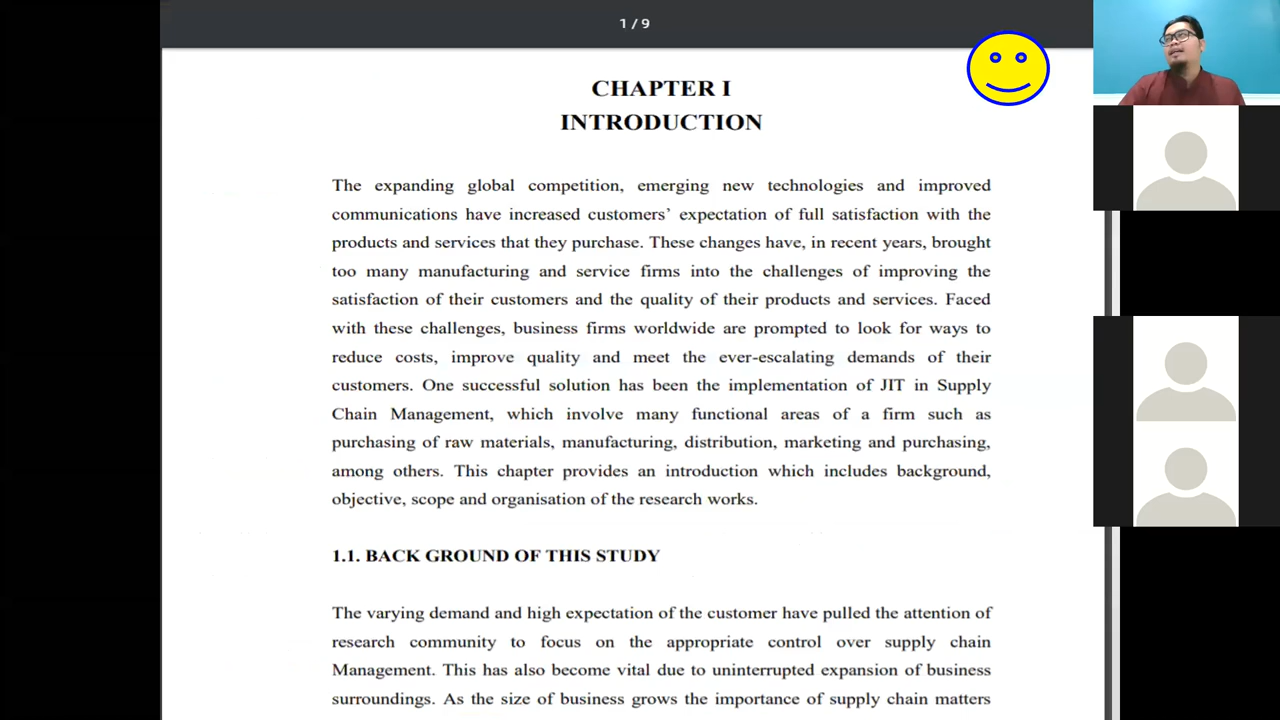 1 / 9
CHAPTER I
INTRODUCTION
The expanding global competition, emerging new technologies and improved
communications have increased customers’ expectation of full satisfaction with the
products and services that they purchase. These changes have, in recent years, brought
too many manufacturing and service firms into the challenges of improving the
satisfaction of their customers and the quality of their products and services. Faced
with these challenges, business firms worldwide are prompted to look for ways to
reduce costs, improve quality and meet the ever-escalating demands of their
customers. One successful solution has been the implementation of JIT in Supply
Chain Management, which involve many functional areas of a firm such as
purchasing of raw materials, manufacturing, distribution, marketing and purchasing,
among others. This chapter provides an introduction which includes background,
objective, scope and organisation of the research works.
1.1. BACK GROUND OF THIS STUDY
The varying demand and high expectation of the customer have pulled the attention of
research community to focus on the appropriate control over supply chain
Management. This has also become vital due to uninterrupted expansion of business
surroundings. As the size of business grows the importance of supply chain matters